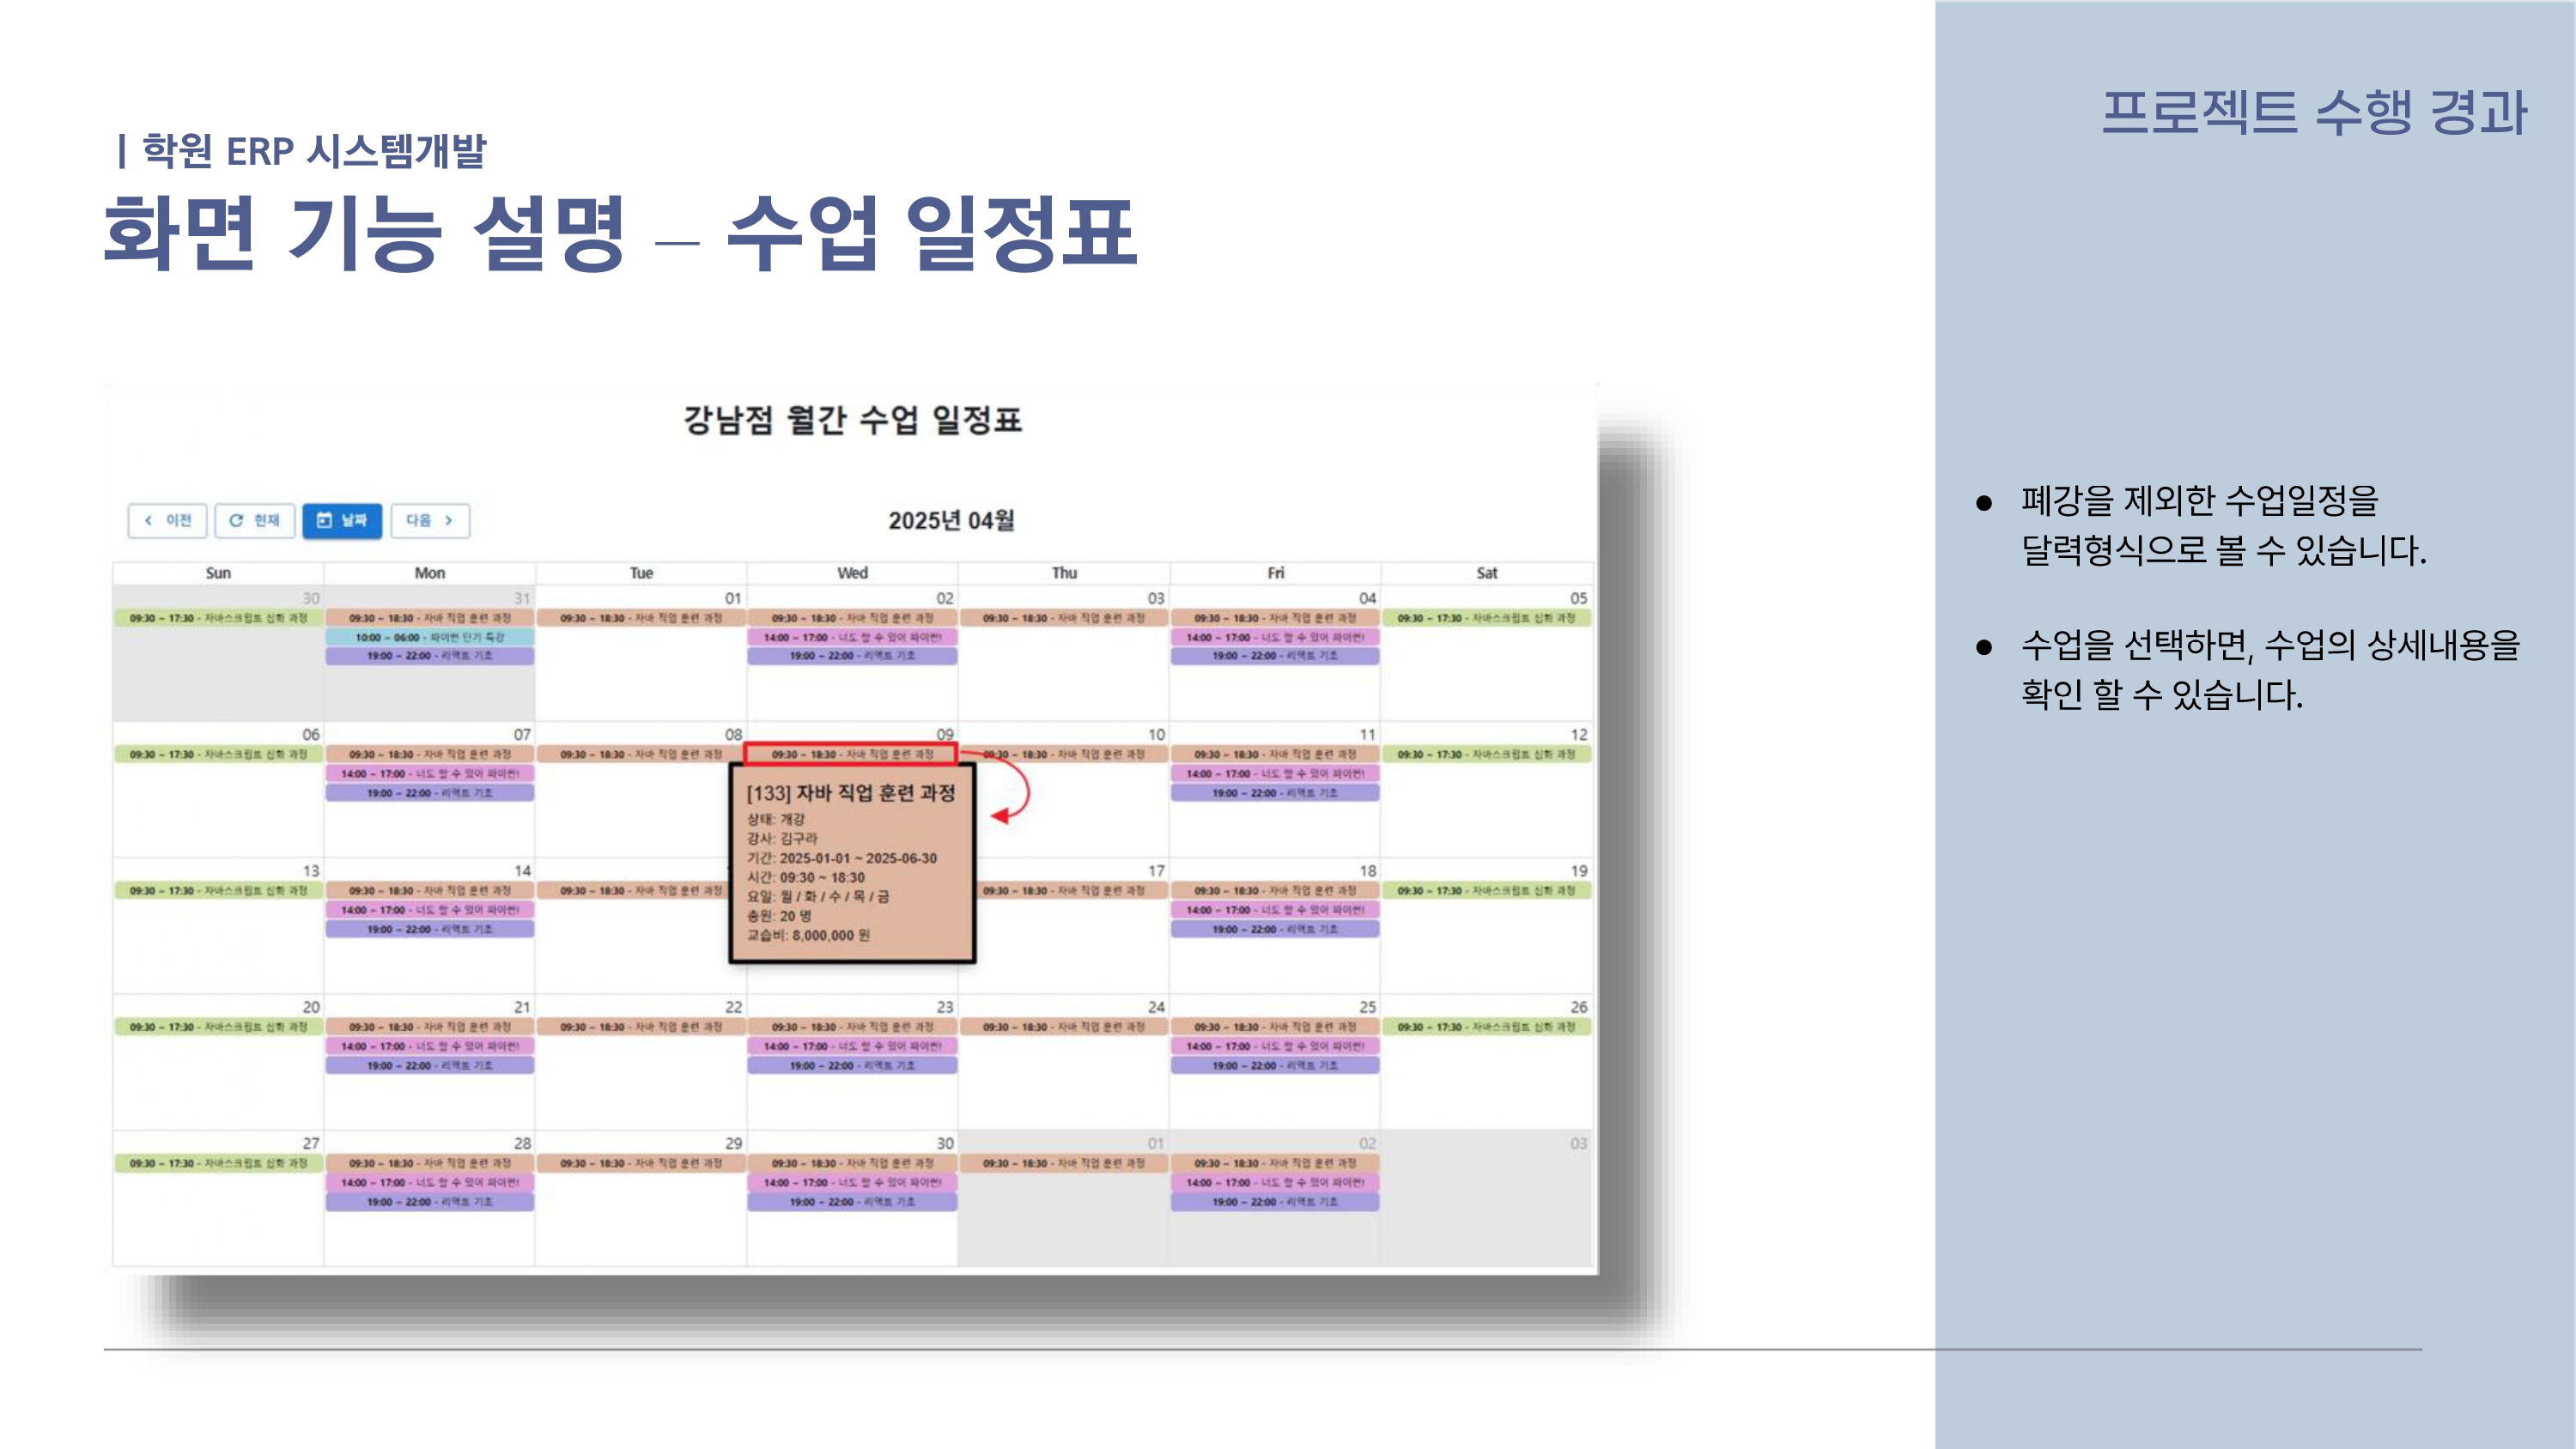 | 학원 ERP 시스템개발
화면 기능 설명 – 수업 일정표
프로젝트 수행 경과
강남점 월간 수업 일정표
이전 현재 날짜 다음
2025년 04월
Sun Mon Tue Wed Thu Fri Sat
30 31 01 02 03 04 05
09:30 ~ 17:30 - 자바스크립트 심화 과정 09:30 ~ 18:30 - 자바 직업 훈련 과정 09:30 ~ 18:30 - 자바 직업 훈련 과정 09:30 ~ 18:30 - 자바 직업 훈련 과정 09:30 ~ 18:30 - 자바 직업 훈련 과정 09:30 ~ 18:30 - 자바 직업 훈련 과정 09:30 ~ 17:30 - 자바스크립트 심화 과정
10:00 ~ 06:00 - 파이썬 단기 특강 14:00 ~ 17:00 - 너도 할 수 있어 파이썬! 14:00 ~ 17:00 - 너도 할 수 있어 파이썬!
19:00 ~ 22:00 - 리액트 기초 19:00 ~ 22:00 - 리액트 기초 19:00 ~ 22:00 - 리액트 기초
06 07 08 09 10 11 12
09:30 ~ 17:30 - 자바스크립트 심화 과정 09:30 ~ 18:30 - 자바 직업 훈련 과정 09:30 ~ 18:30 - 자바 직업 훈련 과정 09:30 ~ 18:30 - 자바 직업 훈련 과정 09:30 ~ 18:30 - 자바 직업 훈련 과정 09:30 ~ 18:30 - 자바 직업 훈련 과정 09:30 ~ 17:30 - 자바스크립트 심화 과정
14:00 ~ 17:00 - 너도 할 수 있어 파이썬! 14:00 ~ 17:00 - 너도 할 수 있어 파이썬!
19:00 ~ 22:00 - 리액트 기초 19:00 ~ 22:00 - 리액트 기초
[133] 자바 직업 훈련 과정
상태: 개강
강사: 김구라
기간: 2025-01-01 ~ 2025-06-30
시간: 09:30 ~ 18:30
요일: 월 / 화 / 수 / 목 / 금
총원: 20 명
교습비: 8,000,000 원
13 14 17 18 19
09:30 ~ 17:30 - 자바스크립트 심화 과정 09:30 ~ 18:30 - 자바 직업 훈련 과정 09:30 ~ 18:30 - 자바 직업 훈련 과정 09:30 ~ 18:30 - 자바 직업 훈련 과정 09:30 ~ 18:30 - 자바 직업 훈련 과정 09:30 ~ 17:30 - 자바스크립트 심화 과정
14:00 ~ 17:00 - 너도 할 수 있어 파이썬! 14:00 ~ 17:00 - 너도 할 수 있어 파이썬!
19:00 ~ 22:00 - 리액트 기초 19:00 ~ 22:00 - 리액트 기초
20 21 22 23 24 25 26
09:30 ~ 17:30 - 자바스크립트 심화 과정 09:30 ~ 18:30 - 자바 직업 훈련 과정 09:30 ~ 18:30 - 자바 직업 훈련 과정 09:30 ~ 18:30 - 자바 직업 훈련 과정 09:30 ~ 18:30 - 자바 직업 훈련 과정 09:30 ~ 18:30 - 자바 직업 훈련 과정 09:30 ~ 17:30 - 자바스크립트 심화 과정
14:00 ~ 17:00 - 너도 할 수 있어 파이썬! 14:00 ~ 17:00 - 너도 할 수 있어 파이썬! 14:00 ~ 17:00 - 너도 할 수 있어 파이썬!
19:00 ~ 22:00 - 리액트 기초 19:00 ~ 22:00 - 리액트 기초 19:00 ~ 22:00 - 리액트 기초
27 28 29 30 01 02 03
09:30 ~ 17:30 - 자바스크립트 심화 과정 09:30 ~ 18:30 - 자바 직업 훈련 과정 09:30 ~ 18:30 - 자바 직업 훈련 과정 09:30 ~ 18:30 - 자바 직업 훈련 과정 09:30 ~ 18:30 - 자바 직업 훈련 과정 09:30 ~ 18:30 - 자바 직업 훈련 과정
14:00 ~ 17:00 - 너도 할 수 있어 파이썬! 14:00 ~ 17:00 - 너도 할 수 있어 파이썬! 14:00 ~ 17:00 - 너도 할 수 있어 파이썬!
19:00 ~ 22:00 - 리액트 기초 19:00 ~ 22:00 - 리액트 기초 19:00 ~ 22:00 - 리액트 기초
● 폐강을 제외한 수업일정을
달력형식으로 볼 수 있습니다.
● 수업을 선택하면, 수업의 상세내용을
확인 할 수 있습니다.